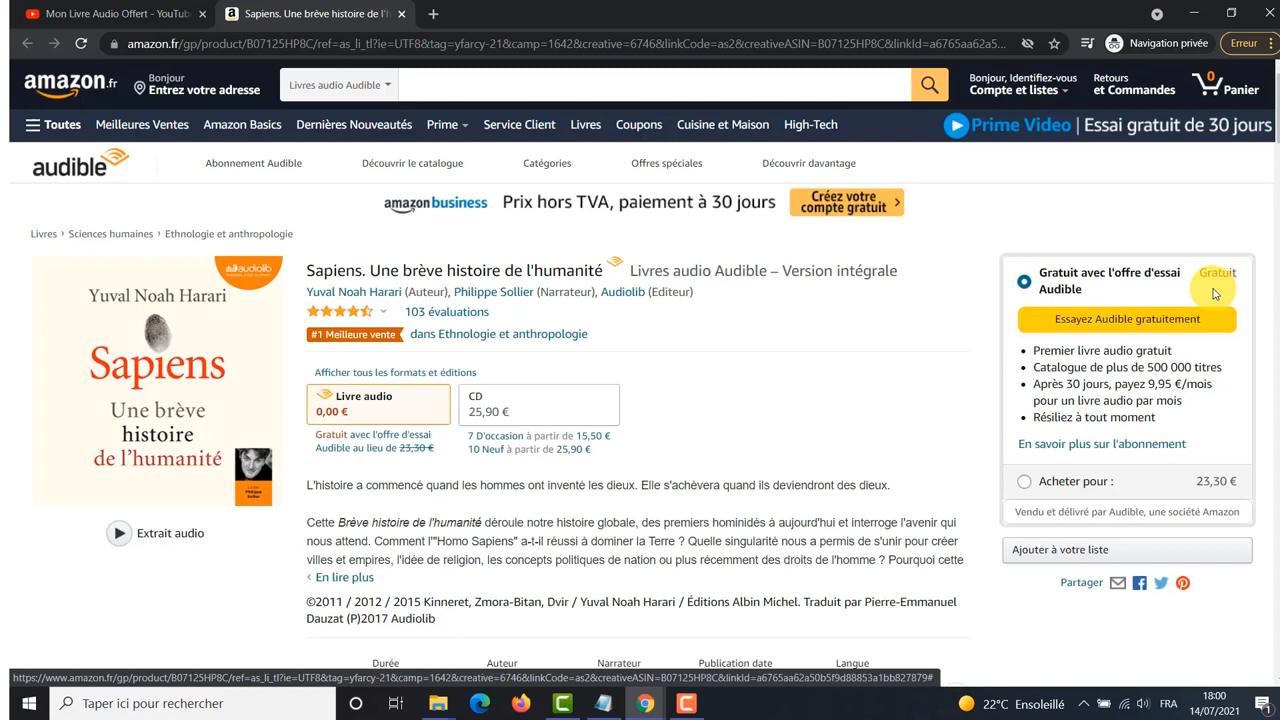 Mon Livre Audio Offert - YouTub
Sapiens. Une brève histoire de l'h
amazon.fr/gp/product/B07125HP8C/ref=as_li_tl?ie=UTF8&tag=yfarcy-21&camp=1642&creative=6746&linkCode=as2&creativeASIN=B07125HP8C&linkId=a6765aa62a5...
Navigation privée
Erreur
amazon.fr
Bonjour
Entrez votre adresse
Livres audio Audible
Bonjour, Identifiez-vous
Compte et listes
Retours
et Commandes
0
Panier
Toutes
Meilleures Ventes
Amazon Basics
Dernières Nouveautés
Prime
Service Client
Livres
Coupons
Cuisine et Maison
High-Tech
Prime Video | Essai gratuit de 30 jours
audible
Abonnement Audible
Découvrir le catalogue
Catégories
Offres spéciales
Découvrir davantage
amazon business
Prix hors TVA, paiement à 30 jours
Créez votre
compte gratuit
Livres › Sciences humaines › Ethnologie et anthropologie
audiolib
Yuval Noah Harari
Sapiens
Une brève
histoire
de l'humanité
Extrait audio
Sapiens. Une brève histoire de l'humanité Livres audio Audible – Version intégrale
Yuval Noah Harari (Auteur), Philippe Sollier (Narrateur), Audiolib (Editeur)
103 évaluations
#1 Meilleure vente dans Ethnologie et anthropologie
Afficher tous les formats et éditions
Livre audio
0,00 €
Gratuit avec l'offre d'essai
Audible au lieu de 23,30 €
CD
25,90 €
7 D'occasion à partir de 15,50 €
10 Neuf à partir de 25,90 €
L'histoire a commencé quand les hommes ont inventé les dieux. Elle s'achèvera quand ils deviendront des dieux.
Cette Brève histoire de l'humanité déroule notre histoire globale, des premiers hominidés à aujourd'hui et interroge l'avenir qui
nous attend. Comment l'"Homo Sapiens" a-t-il réussi à dominer la Terre ? Quelle singularité nous a permis de s'unir pour créer
villes et empires, l'idée de religion, les concepts politiques de nation ou plus récemment des droits de l'homme ? Pourquoi cette
‹ En lire plus
©2011 / 2012 / 2015 Kinneret, Zmora-Bitan, Dvir / Yuval Noah Harari / Éditions Albin Michel. Traduit par Pierre-Emmanuel
Dauzat (P)2017 Audiolib
Durée
Auteur
Narrateur
Publication date
Langue
Gratuit avec l'offre d'essai
Audible
Gratuit
Essayez Audible gratuitement
• Premier livre audio gratuit
• Catalogue de plus de 500 000 titres
• Après 30 jours, payez 9,95 €/mois
pour un livre audio par mois
• Résiliez à tout moment
En savoir plus sur l'abonnement
Acheter pour :
23,30 €
Vendu et délivré par Audible, une société Amazon
Ajouter à votre liste
Partager
https://www.amazon.fr/gp/product/B07125HP8C/ref=as_li_tl?ie=UTF8&tag=yfarcy-21&camp=1642&creative=6746&linkCode=as2&creativeASIN=B07125HP8C&linkId=a6765aa62a50b5f9d88853a1bb827879#
Taper ici pour rechercher
22°C Ensoleillé
FRA
18:00
14/07/2021
1